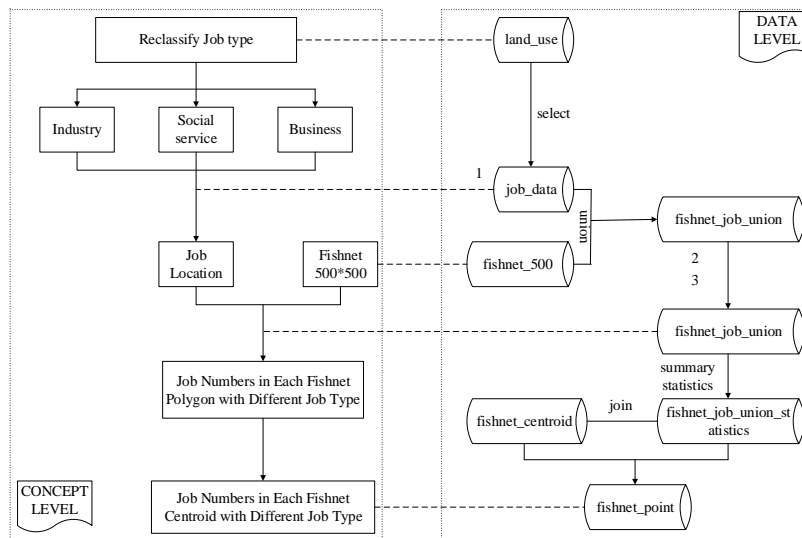 Reclassify Job type
Industry
Social
service
Business
Job
Location
Fishnet
500*500
Job Numbers in Each Fishnet
Polygon with Different Job Type
Job Numbers in Each Fishnet
Centroid with Different Job Type
CONCEPT
LEVEL
DATA
LEVEL
land_use
select
1
job_data
union
fishnet_500
fishnet_job_union
2
3
fishnet_job_union
summary
statistics
fishnet_centroid
join
fishnet_job_union_st
atistics
fishnet_point